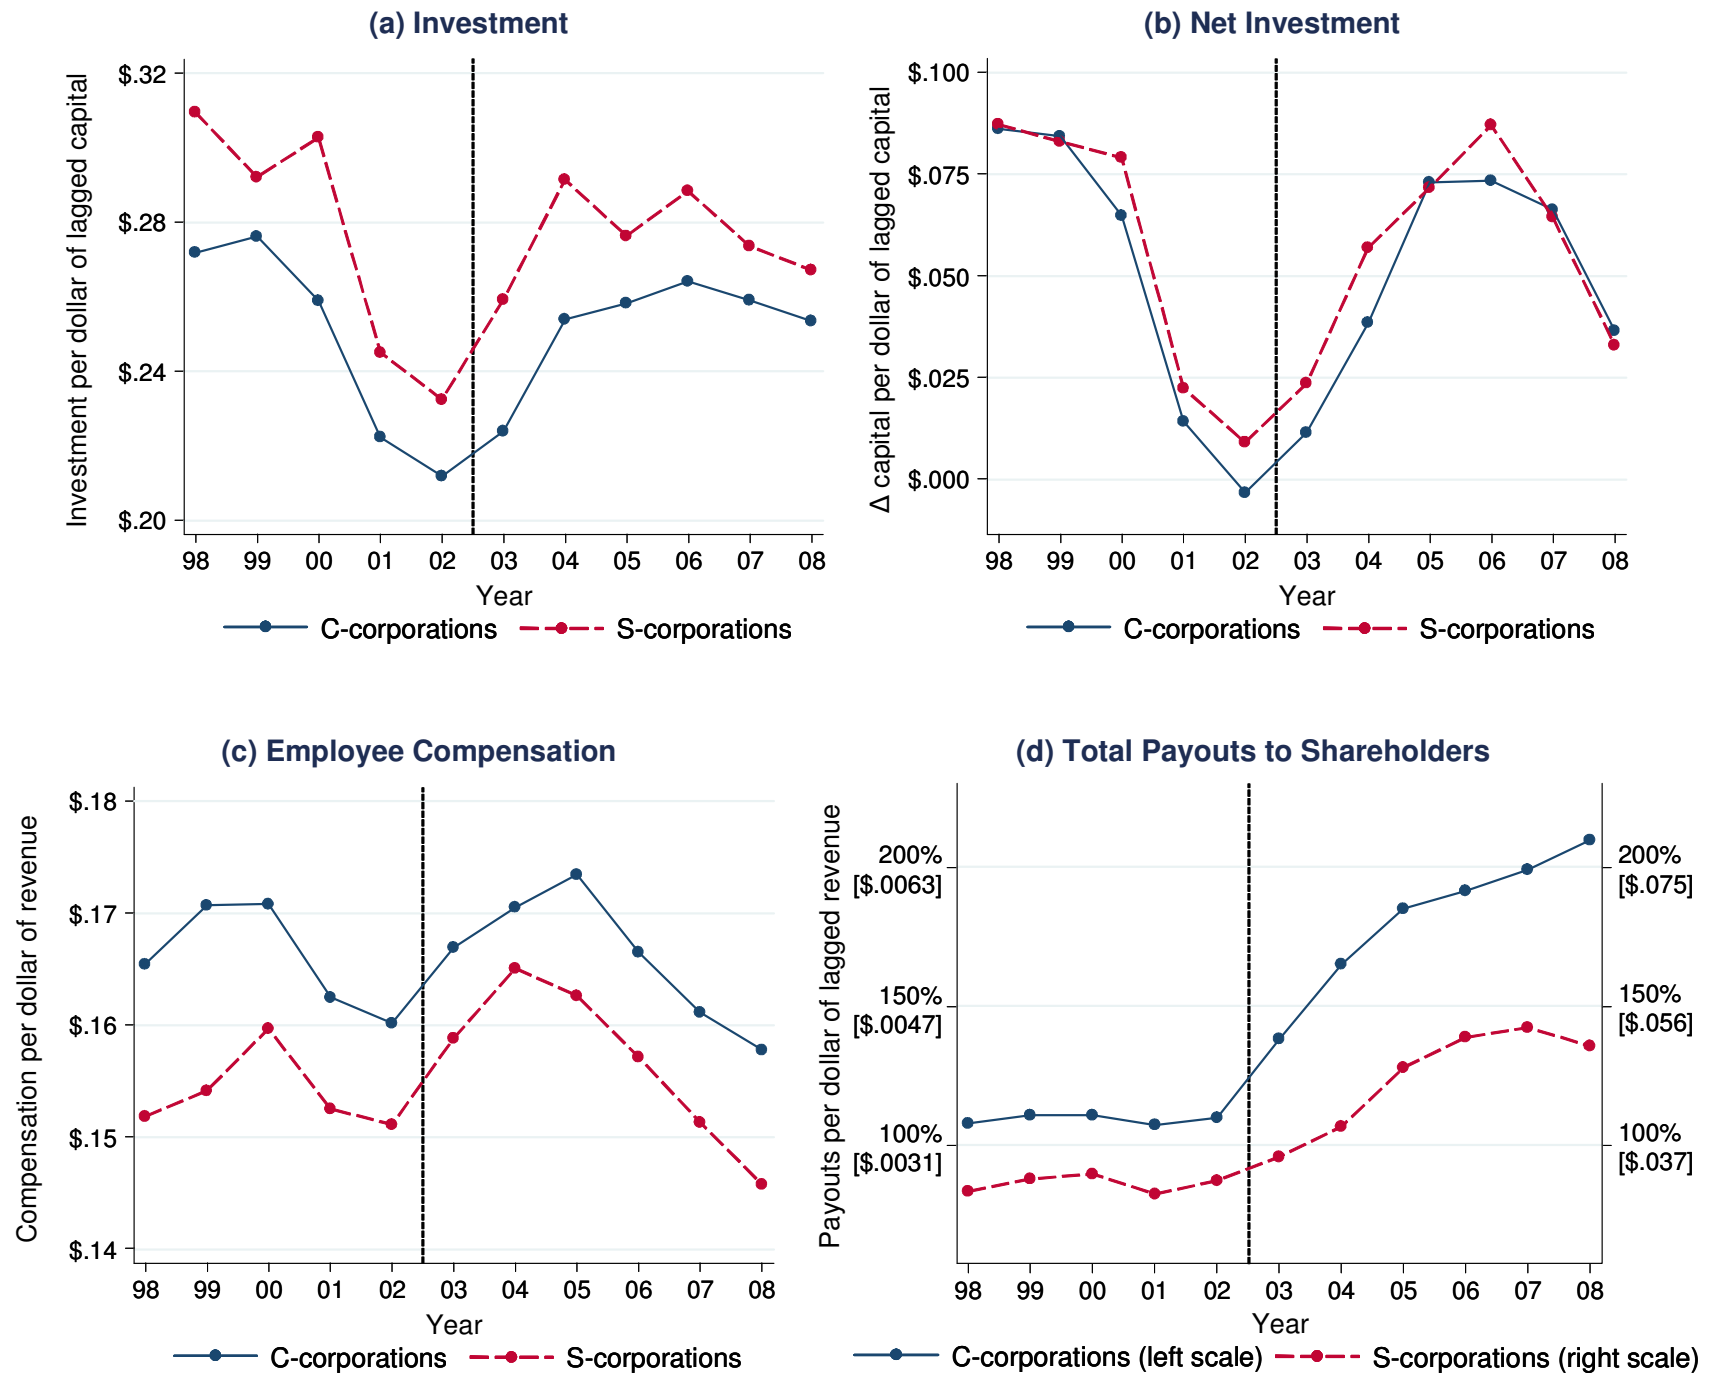 (a) Investment
Investment per dollar of lagged capital
$.32
$.28
$.24
$.20
98 99 00 01 02 03 04 05 06 07 08
Year
C-corporations S-corporations
(b) Net Investment
Δ capital per dollar of lagged capital
$.100
$.075
$.050
$.025
$.000
98 99 00 01 02 03 04 05 06 07 08
Year
C-corporations S-corporations
(c) Employee Compensation
Compensation per dollar of revenue
$.18
$.17
$.16
$.15
$.14
98 99 00 01 02 03 04 05 06 07 08
Year
C-corporations S-corporations
(d) Total Payouts to Shareholders
Payouts per dollar of lagged revenue
200%
[$.0063]
150%
[$.0047]
100%
[$.0031]
200%
[$.075]
150%
[$.056]
100%
[$.037]
98 99 00 01 02 03 04 05 06 07 08
Year
C-corporations (left scale) S-corporations (right scale)